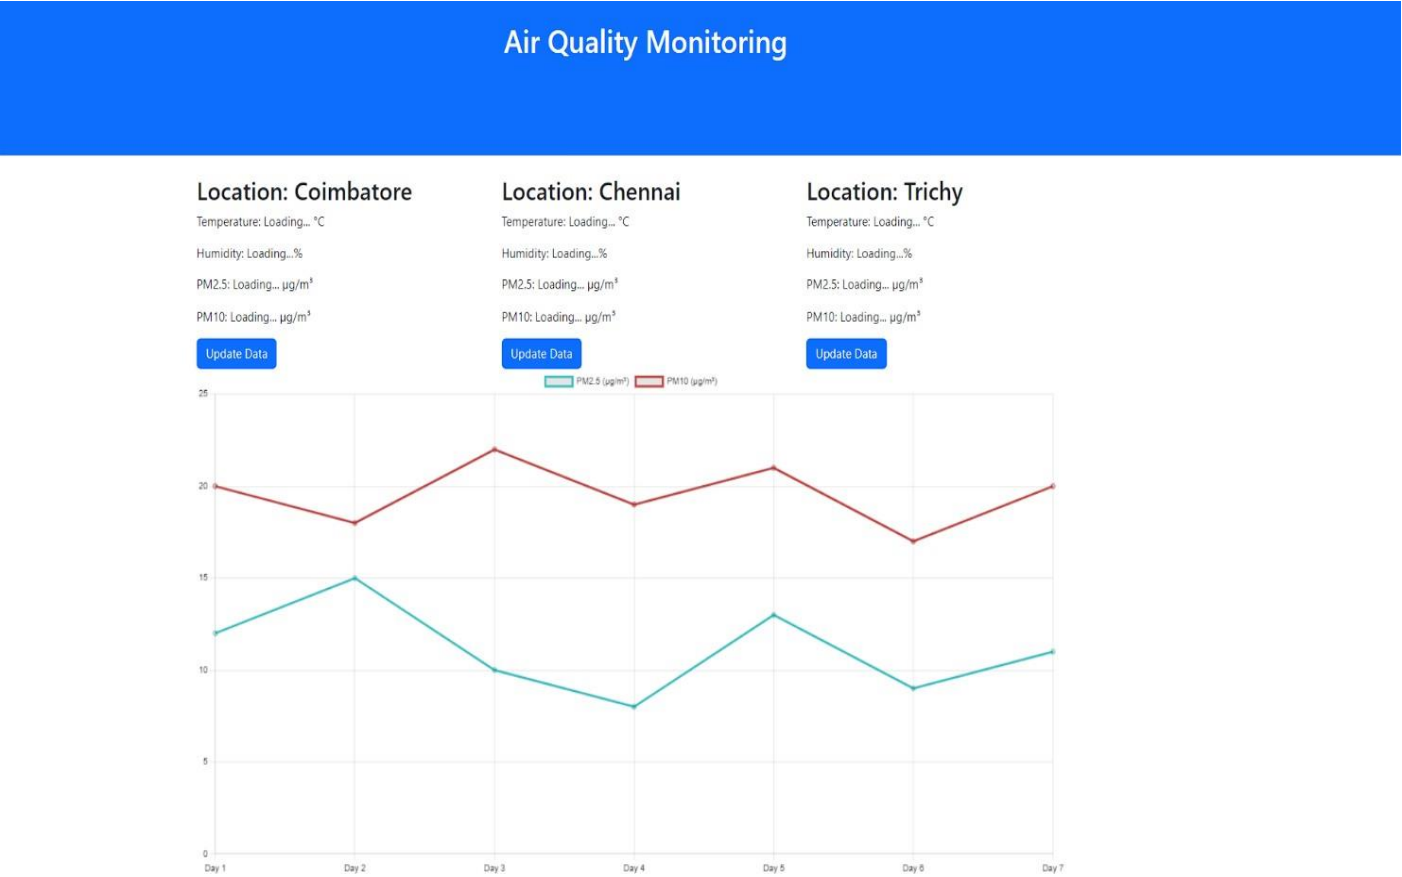 Air Quality Monitoring
Location: Coimbatore
Temperature: Loading... °C
Humidity: Loading...%
PM2.5: Loading... µg/m³
PM10: Loading... µg/m³
Update Data
Location: Chennai
Temperature: Loading... °C
Humidity: Loading...%
PM2.5: Loading... µg/m³
PM10: Loading... µg/m³
Update Data
Location: Trichy
Temperature: Loading... °C
Humidity: Loading...%
PM2.5: Loading... µg/m³
PM10: Loading... µg/m³
Update Data
PM2.5 (µg/m³) PM10 (µg/m³)
25
20
15
10
5
0
Day 1 Day 2 Day 3 Day 4 Day 5 Day 6 Day 7